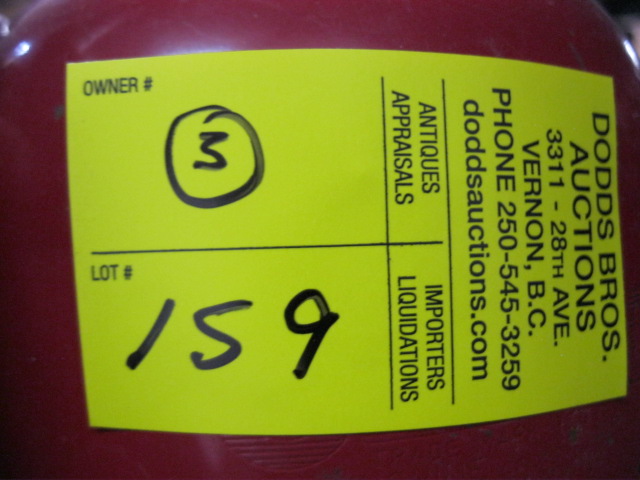 DODDS BROS.
AUCTIONS
3311 - 28TH AVE.
VERNON, B.C.
PHONE 250-545-3259
doddsauctions.com
ANTIQUES
APPRAISALS
IMPORTERS
LIQUIDATIONS
OWNER #
M
LOT #
159